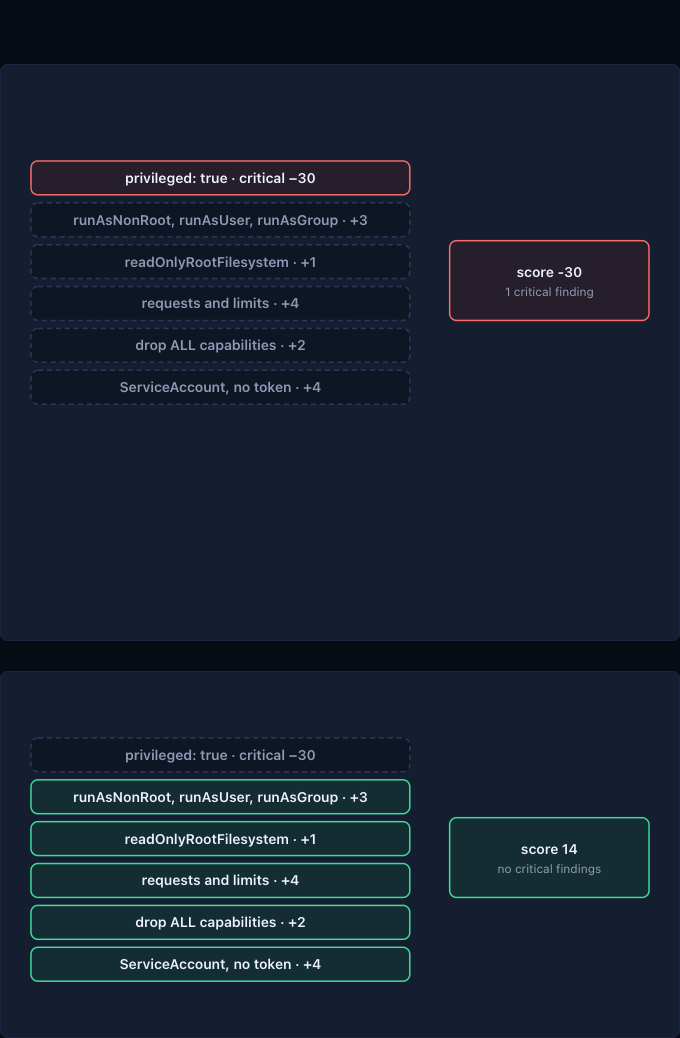 privileged: true · critical −30
runAsNonRoot, runAsUser, runAsGroup · +3
readOnlyRootFilesystem · +1
requests and limits · +4
drop ALL capabilities · +2
ServiceAccount, no token · +4
score -30
1 critical finding
privileged: true · critical −30
runAsNonRoot, runAsUser, runAsGroup · +3
readOnlyRootFilesystem · +1
requests and limits · +4
drop ALL capabilities · +2
ServiceAccount, no token · +4
score 14
no critical findings